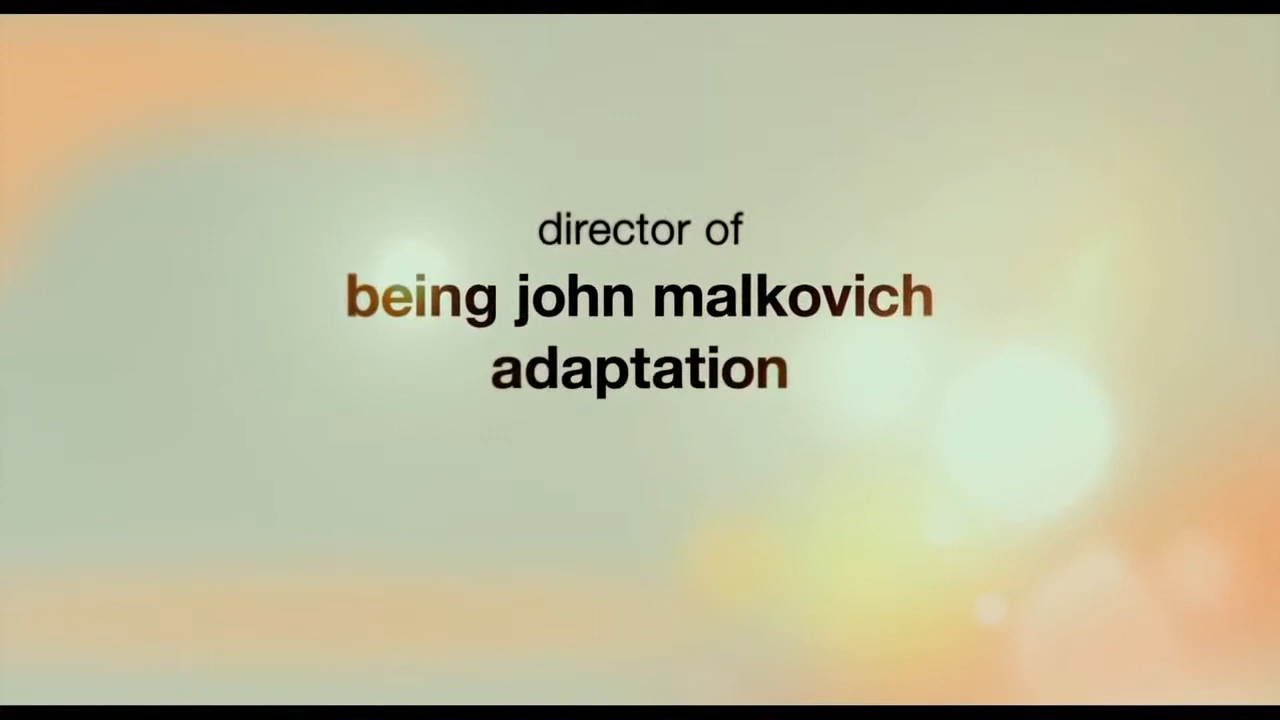 director of
being john malkovich
adaptation